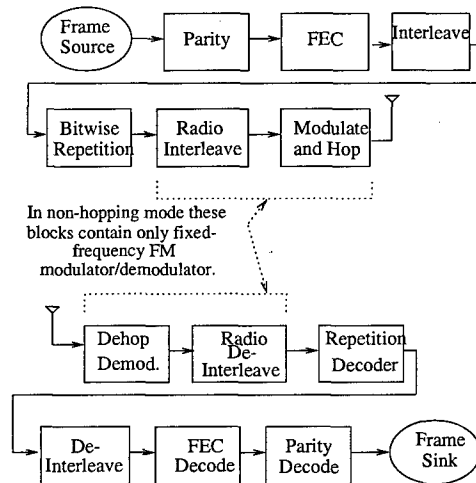 Frame
Source
Parity
FEC
Interleave
Bitwise
Repetition
Radio
Interleave
Modulate
and Hop
In non-hopping mode these
blocks contain only fixed-
frequency FM
modulator/demodulator.
Dehop
Demod.
Radio
De-
Interleave
Repetition
Decoder
De-
Interleave
FEC
Decode
Parity
Decode
Frame
Sink